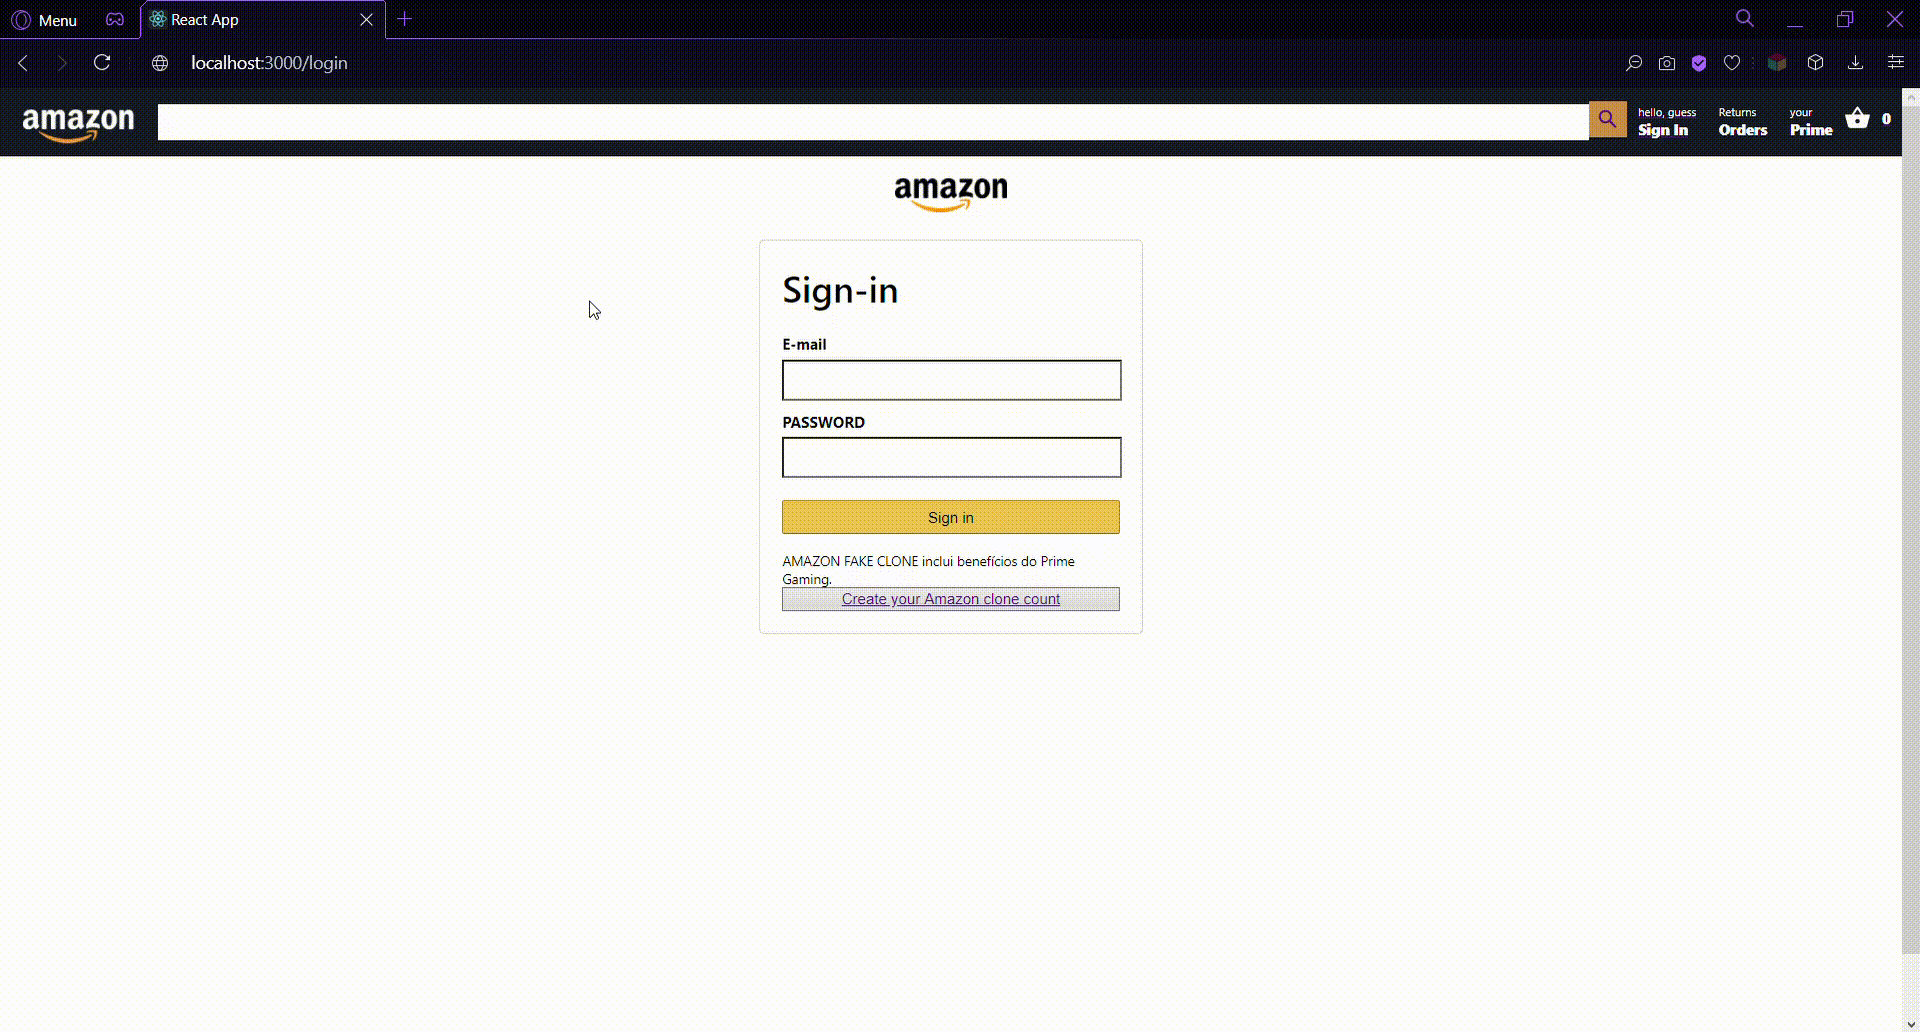 Menu
React App
localhost:3000/login
amazon
hello, guess
Sign In
Returns
Orders
your
Prime
0
amazon
Sign-in
E-mail
PASSWORD
Sign in
AMAZON FAKE CLONE inclui benefícios do Prime
Gaming.
Create your Amazon clone count